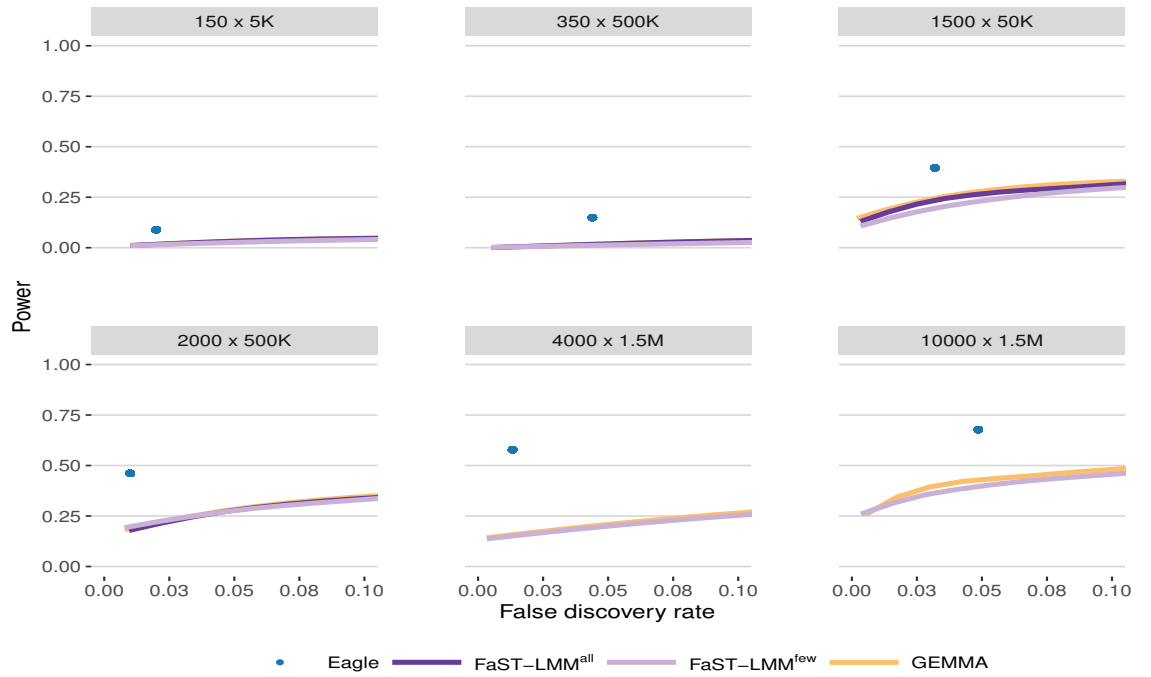 150 x 5K 350 x 500K 1500 x 50K
1.00
0.75
0.50
0.25
0.00
Power
2000 x 500K 4000 x 1.5M 10000 x 1.5M
1.00
0.75
0.50
0.25
0.00
0.00 0.03 0.05 0.08 0.10 0.00 0.03 0.05 0.08 0.10 0.00 0.03 0.05 0.08 0.10
False discovery rate
Eagle FaST−LMMall FaST−LMMfew GEMMA